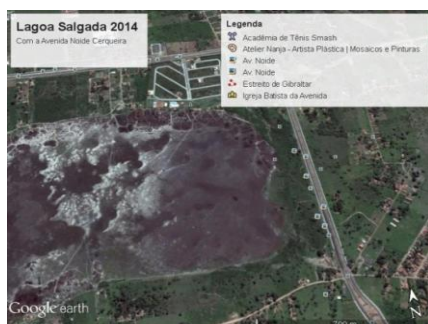 Lagoa Salgada 2014
Com a Avenida Noide Cerqueira
Legenda
Acadêmia de Tênis Smash
Atelier Nanja - Artista Plástica | Mosaicos e Pinturas
Av. Noide
Av. Noide
Estreito de Gibraltar
Igreja Batista da Avenida
Google earth
N